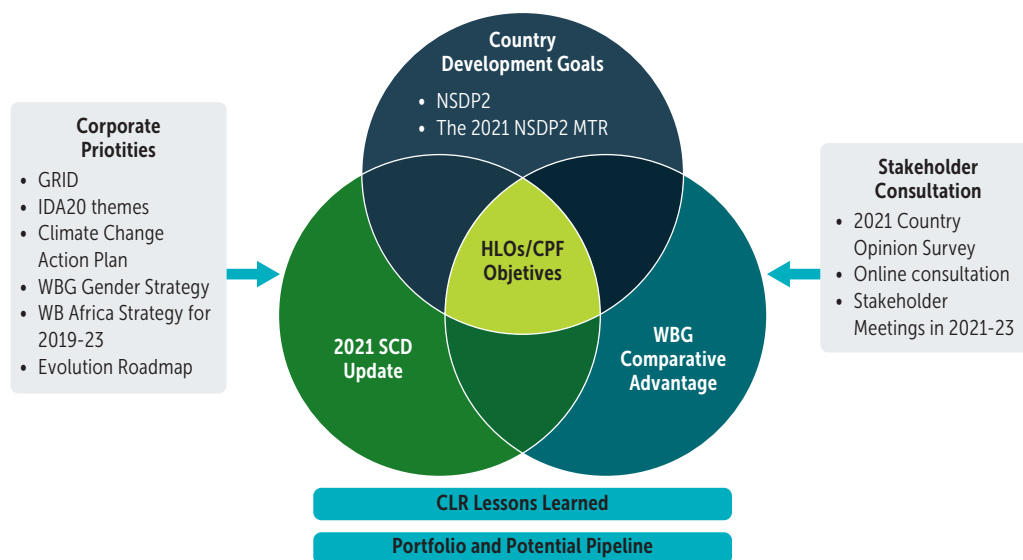 Country
Development Goals
• NSDP2
• The 2021 NSDP2 MTR
Corporate
Priotities
• GRID
• IDA20 themes
• Climate Change
Action Plan
• WBG Gender Strategy
• WB Africa Strategy for
2019-23
• Evolution Roadmap
HLOs/CPF
Objetives
Stakeholder
Consultation
• 2021 Country
Opinion Survey
• Online consultation
• Stakeholder
Meetings in 2021-23
2021 SCD
Update
WBG
Comparative
Advantage
CLR Lessons Learned
Portfolio and Potential Pipeline